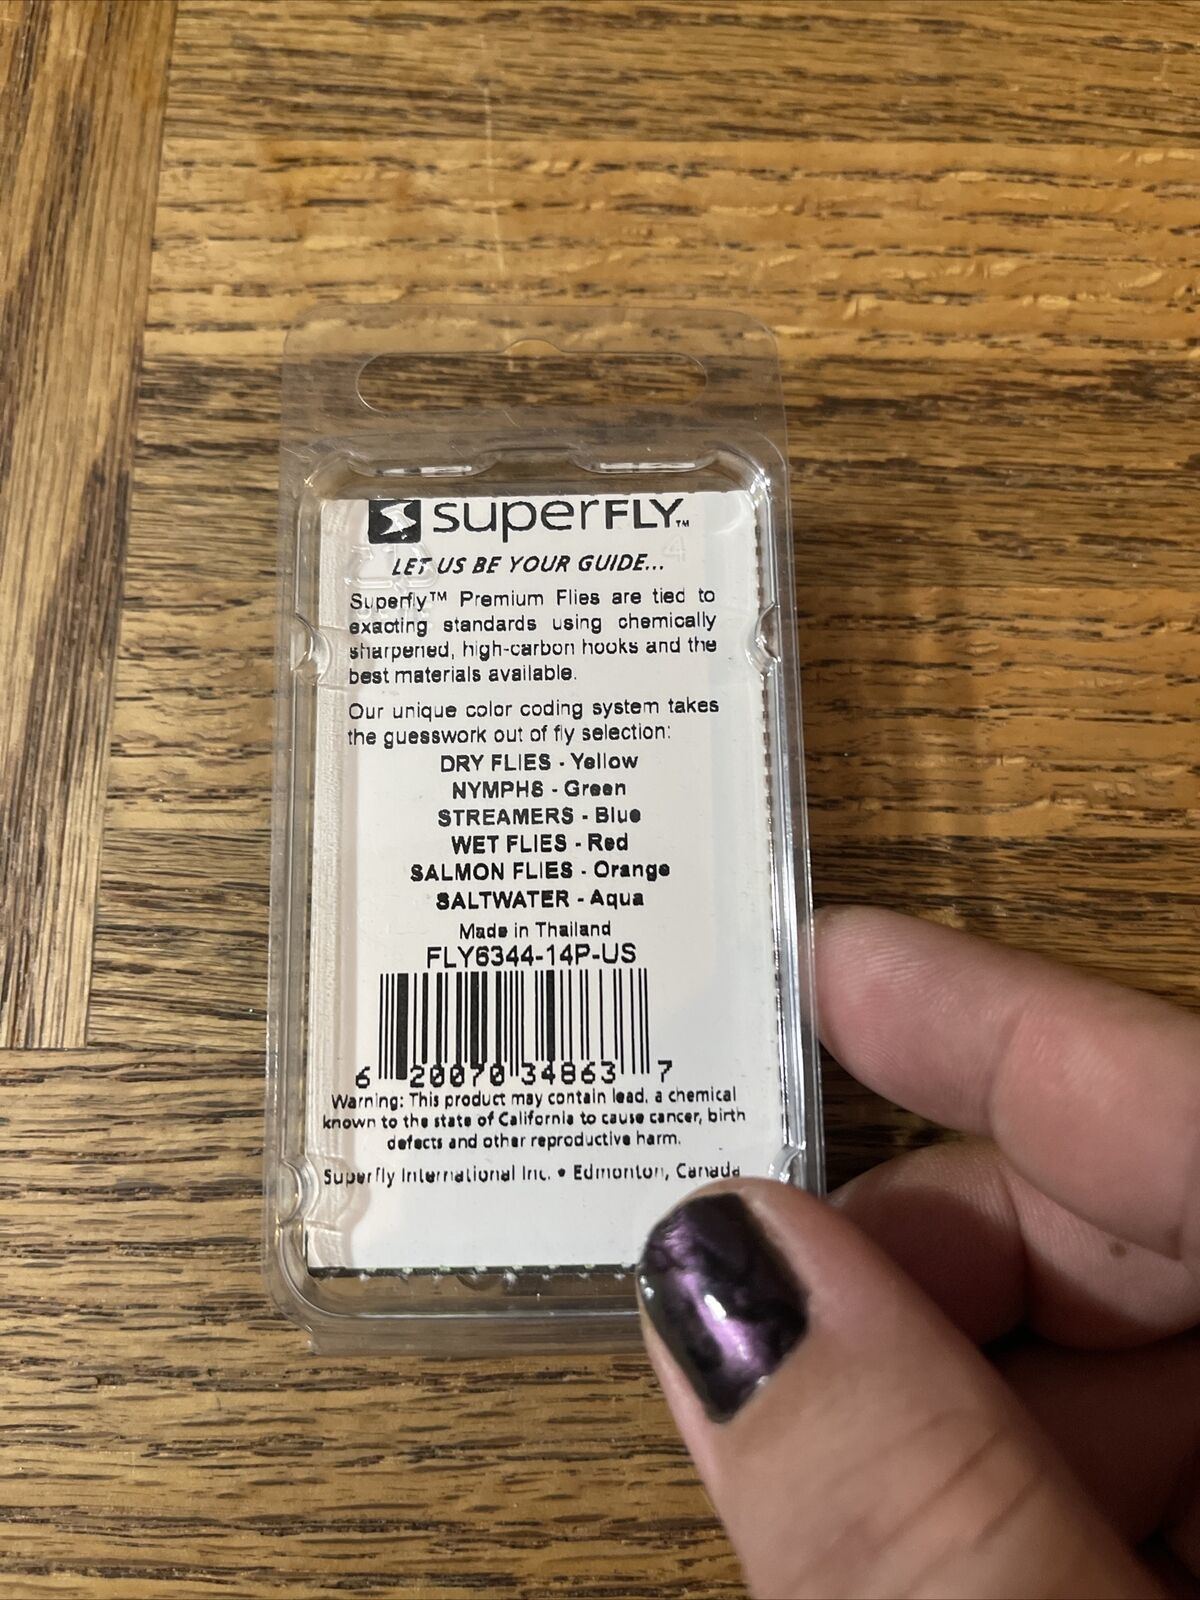 superFLY™
LET US BE YOUR GUIDE...
Superfly™ Premium Flies are tied to
exacting standards using chemically
sharpened, high-carbon hooks and the
best materials available.
Our unique color coding system takes
the guesswork out of fly selection:
DRY FLIES - Yellow
NYMPHS - Green
STREAMERS - Blue
WET FLIES - Red
SALMON FLIES - Orange
SALTWATER - Aqua
Made in Thailand
FLY6344-14P-US
6 20070 34863 7
Warning: This product may contain lead, a chemical
known to the state of California to cause cancer, birth
defects and other reproductive harm.
Superfly International Inc. • Edmonton, Canada